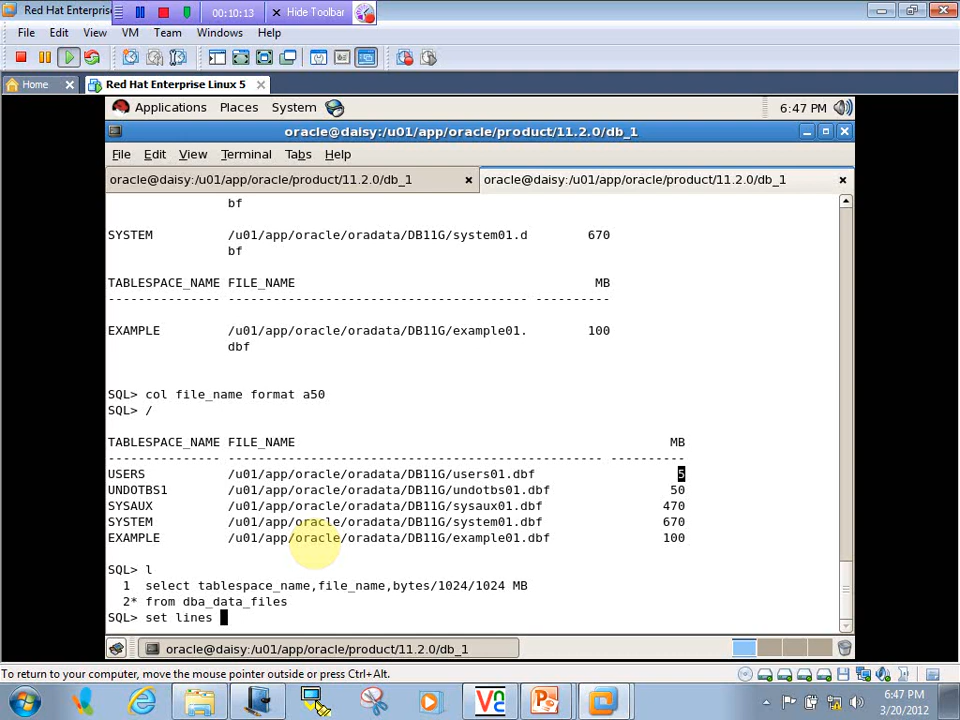 Red Hat Enterpris
00:10:13
Hide Toolbar
File Edit View VM Team Windows Help
Home
Red Hat Enterprise Linux 5
Applications Places System
6:47 PM
oracle@daisy:/u01/app/oracle/product/11.2.0/db_1
File Edit View Terminal Tabs Help
oracle@daisy:/u01/app/oracle/product/11.2.0/db_1
oracle@daisy:/u01/app/oracle/product/11.2.0/db_1
bf
SYSTEM /u01/app/oracle/oradata/DB11G/system01.d 670
bf
TABLESPACE_NAME FILE_NAME MB
--------------- ---------------------------------------- ----------
EXAMPLE /u01/app/oracle/oradata/DB11G/example01. 100
dbf
SQL> col file_name format a50
SQL> /
TABLESPACE_NAME FILE_NAME MB
--------------- -------------------------------------------------- ----------
USERS /u01/app/oracle/oradata/DB11G/users01.dbf 5
UNDOTBS1 /u01/app/oracle/oradata/DB11G/undotbs01.dbf 50
SYSAUX /u01/app/oracle/oradata/DB11G/sysaux01.dbf 470
SYSTEM /u01/app/oracle/oradata/DB11G/system01.dbf 670
EXAMPLE /u01/app/oracle/oradata/DB11G/example01.dbf 100
SQL> l
1 select tablespace_name,file_name,bytes/1024/1024 MB
2* from dba_data_files
SQL> set lines
oracle@daisy:/u01/app/oracle/product/11.2.0/db_1
To return to your computer, move the mouse pointer outside or press Ctrl+Alt.
6:47 PM
3/20/2012